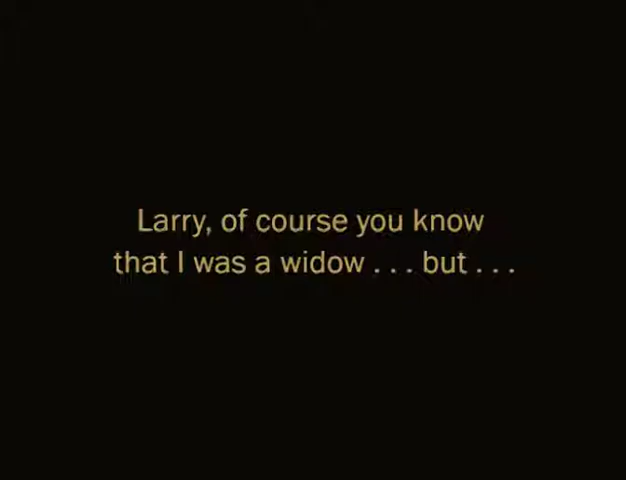 Larry, of course you know
that I was a widow . . . but . . .